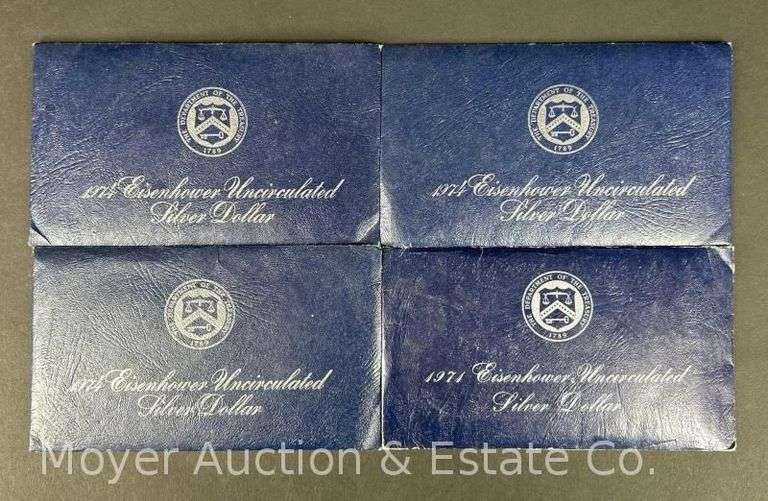 THE DEPARTMENT OF THE TREASURY
1789
1974 Eisenhower Uncirculated
Silver Dollar
THE DEPARTMENT OF THE TREASURY
1789
1974 Eisenhower Uncirculated
Silver Dollar
THE DEPARTMENT OF THE TREASURY
1789
1974 Eisenhower Uncirculated
Silver Dollar
THE DEPARTMENT OF THE TREASURY
1789
1971 Eisenhower Uncirculated
Silver Dollar
Moyer Auction & Estate Co.